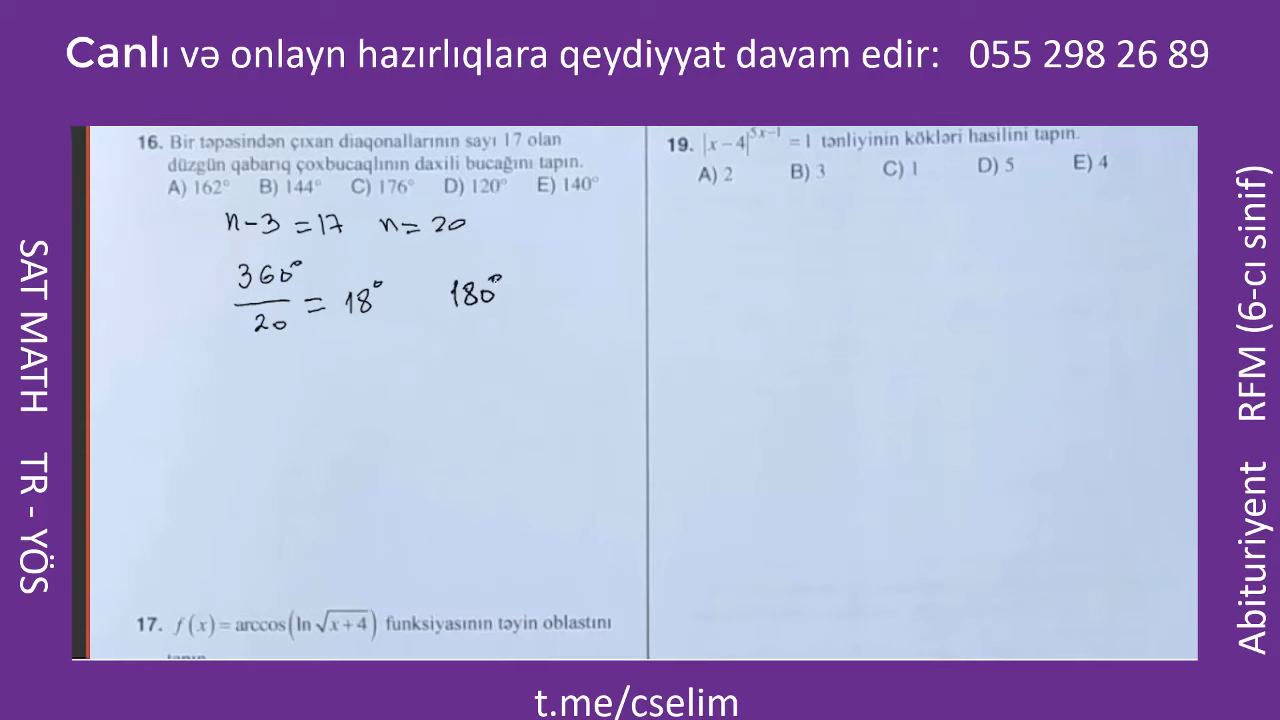 Canlı və onlayn hazırlıqlara qeydiyyat davam edir: 055 298 26 89
SAT MATH TR - YÖS
16. Bir təpəsindən çıxan diaqonallarının sayı 17 olan
düzgün qabarıq çoxbucaqlının daxili bucağını tapın.
A) 162° B) 144° C) 176° D) 120° E) 140°
n-3 = 17 n = 20
360°/20 = 18° 180°
17. f(x) = arccos(ln √(x+4)) funksiyasının təyin oblastını
19. |x-4|^(5x-1) = 1 tənliyinin kökləri hasilini tapın.
A) 2 B) 3 C) 1 D) 5 E) 4
Abituriyent RFM (6-cı sinif)
t.me/cselim